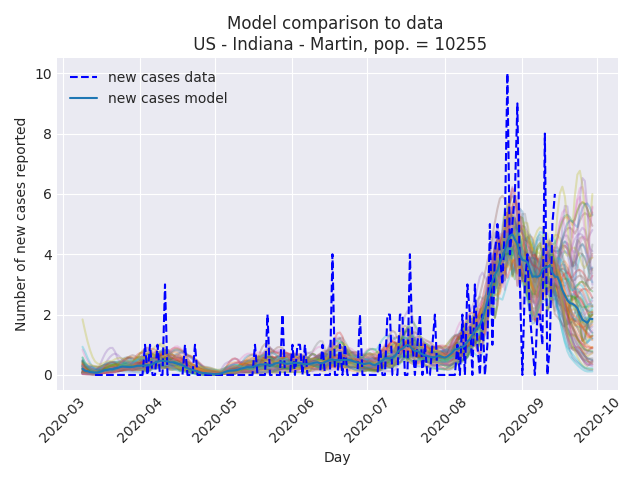 Model comparison to data
US - Indiana - Martin, pop. = 10255
new cases data
new cases model
Number of new cases reported
10
8
6
4
2
0
2020-03
2020-04
2020-05
2020-06
2020-07
2020-08
2020-09
2020-10
Day